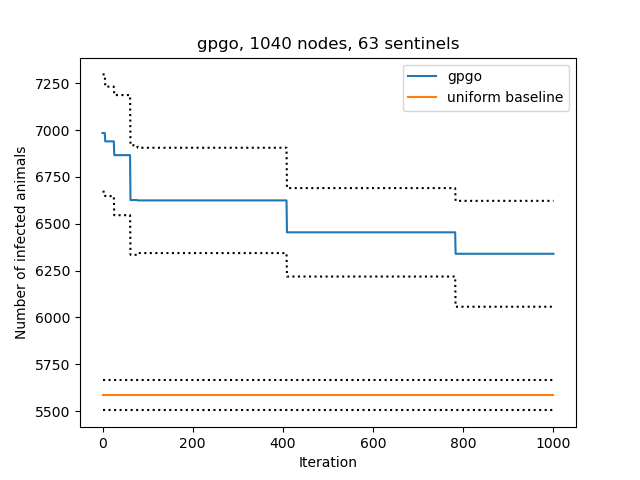 gpgo, 1040 nodes, 63 sentinels
gpgo
uniform baseline
Number of infected animals
7250
7000
6750
6500
6250
6000
5750
5500
0 200 400 600 800 1000
Iteration